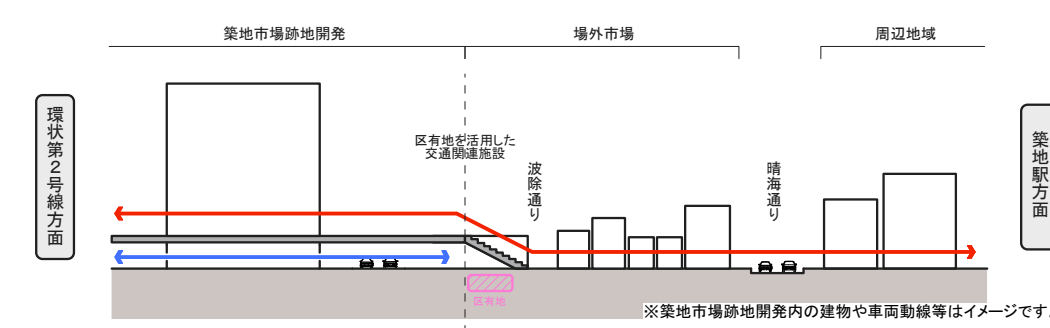 築地市場跡地開発
場外市場
周辺地域
環状第2号線方面
区有地を活用した
交通関連施設
波除通り
晴海通り
築地駅方面
区有地
※築地市場跡地開発内の建物や車両動線等はイメージです。